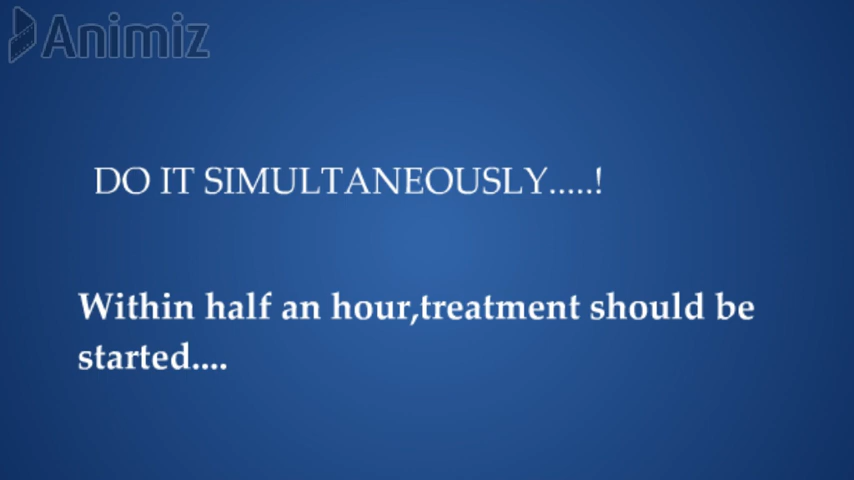 Animiz
DO IT SIMULTANEOUSLY.....!
Within half an hour,treatment should be
started....